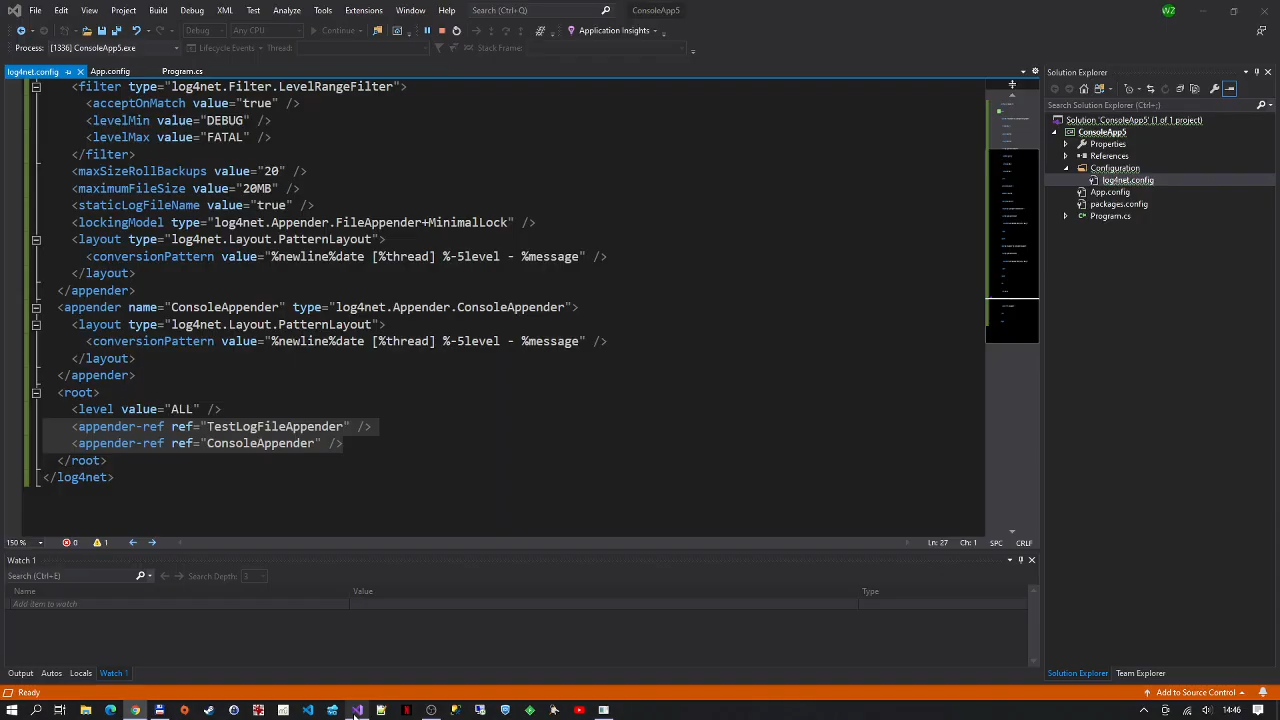 File Edit View Project Build Debug XML Test Analyze Tools Extensions Window Help Search (Ctrl+Q) ConsoleApp5 WZ
Debug Any CPU Continue Application Insights
Process: [1336] ConsoleApp5.exe Lifecycle Events Thread: Stack Frame:
log4net.config App.config Program.cs
<filter type="log4net.Filter.LevelRangeFilter">
<acceptOnMatch value="true" />
<levelMin value="DEBUG" />
<levelMax value="FATAL" />
</filter>
<maxSizeRollBackups value="20" />
<maximumFileSize value="20MB" />
<staticLogFileName value="true" />
<lockingModel type="log4net.Appender.FileAppender+MinimalLock" />
<layout type="log4net.Layout.PatternLayout">
<conversionPattern value="%newline%date [%thread] %-5level - %message" />
</layout>
</appender>
<appender name="ConsoleAppender" type="log4net.Appender.ConsoleAppender">
<layout type="log4net.Layout.PatternLayout">
<conversionPattern value="%newline%date [%thread] %-5level - %message" />
</layout>
</appender>
<root>
<level value="ALL" />
<appender-ref ref="TestLogFileAppender" />
<appender-ref ref="ConsoleAppender" />
</root>
</log4net>
150 % 0 1 Ln: 27 Ch: 1 SPC CRLF
Watch 1
Search (Ctrl+E) Search Depth: 3
Name Value Type
Add item to watch
Output Autos Locals Watch 1
Solution Explorer
Search Solution Explorer (Ctrl+;)
Solution 'ConsoleApp5' (1 of 1 project)
ConsoleApp5
Properties
References
Configuration
log4net.config
App.config
packages.config
Program.cs
Solution Explorer Team Explorer
Ready Add to Source Control
14:46